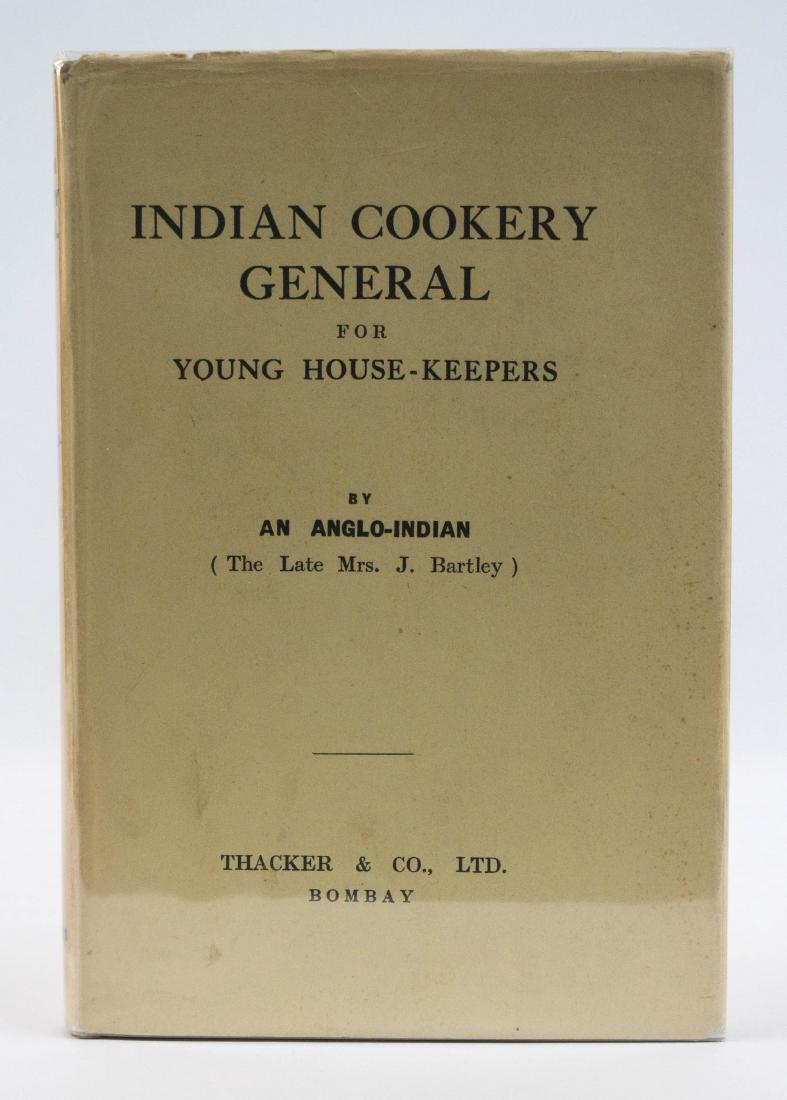 INDIAN COOKERY
GENERAL
FOR
YOUNG HOUSE-KEEPERS
BY
AN ANGLO-INDIAN
( The Late Mrs. J. Bartley )
THACKER & CO., LTD.
BOMBAY